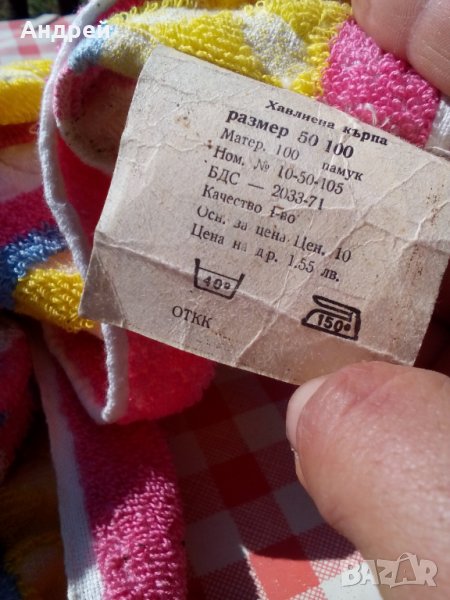 Андрей
Хавлиена кърпа
размер 50 100
Матер. 100 памук
Ном. № 10-50-105
БДС — 2033-71
Качество I-во
Осн. за цена Цен. 10
Цена на др. 1.55 лв.
40°
150°
ОТКК
BAZAR